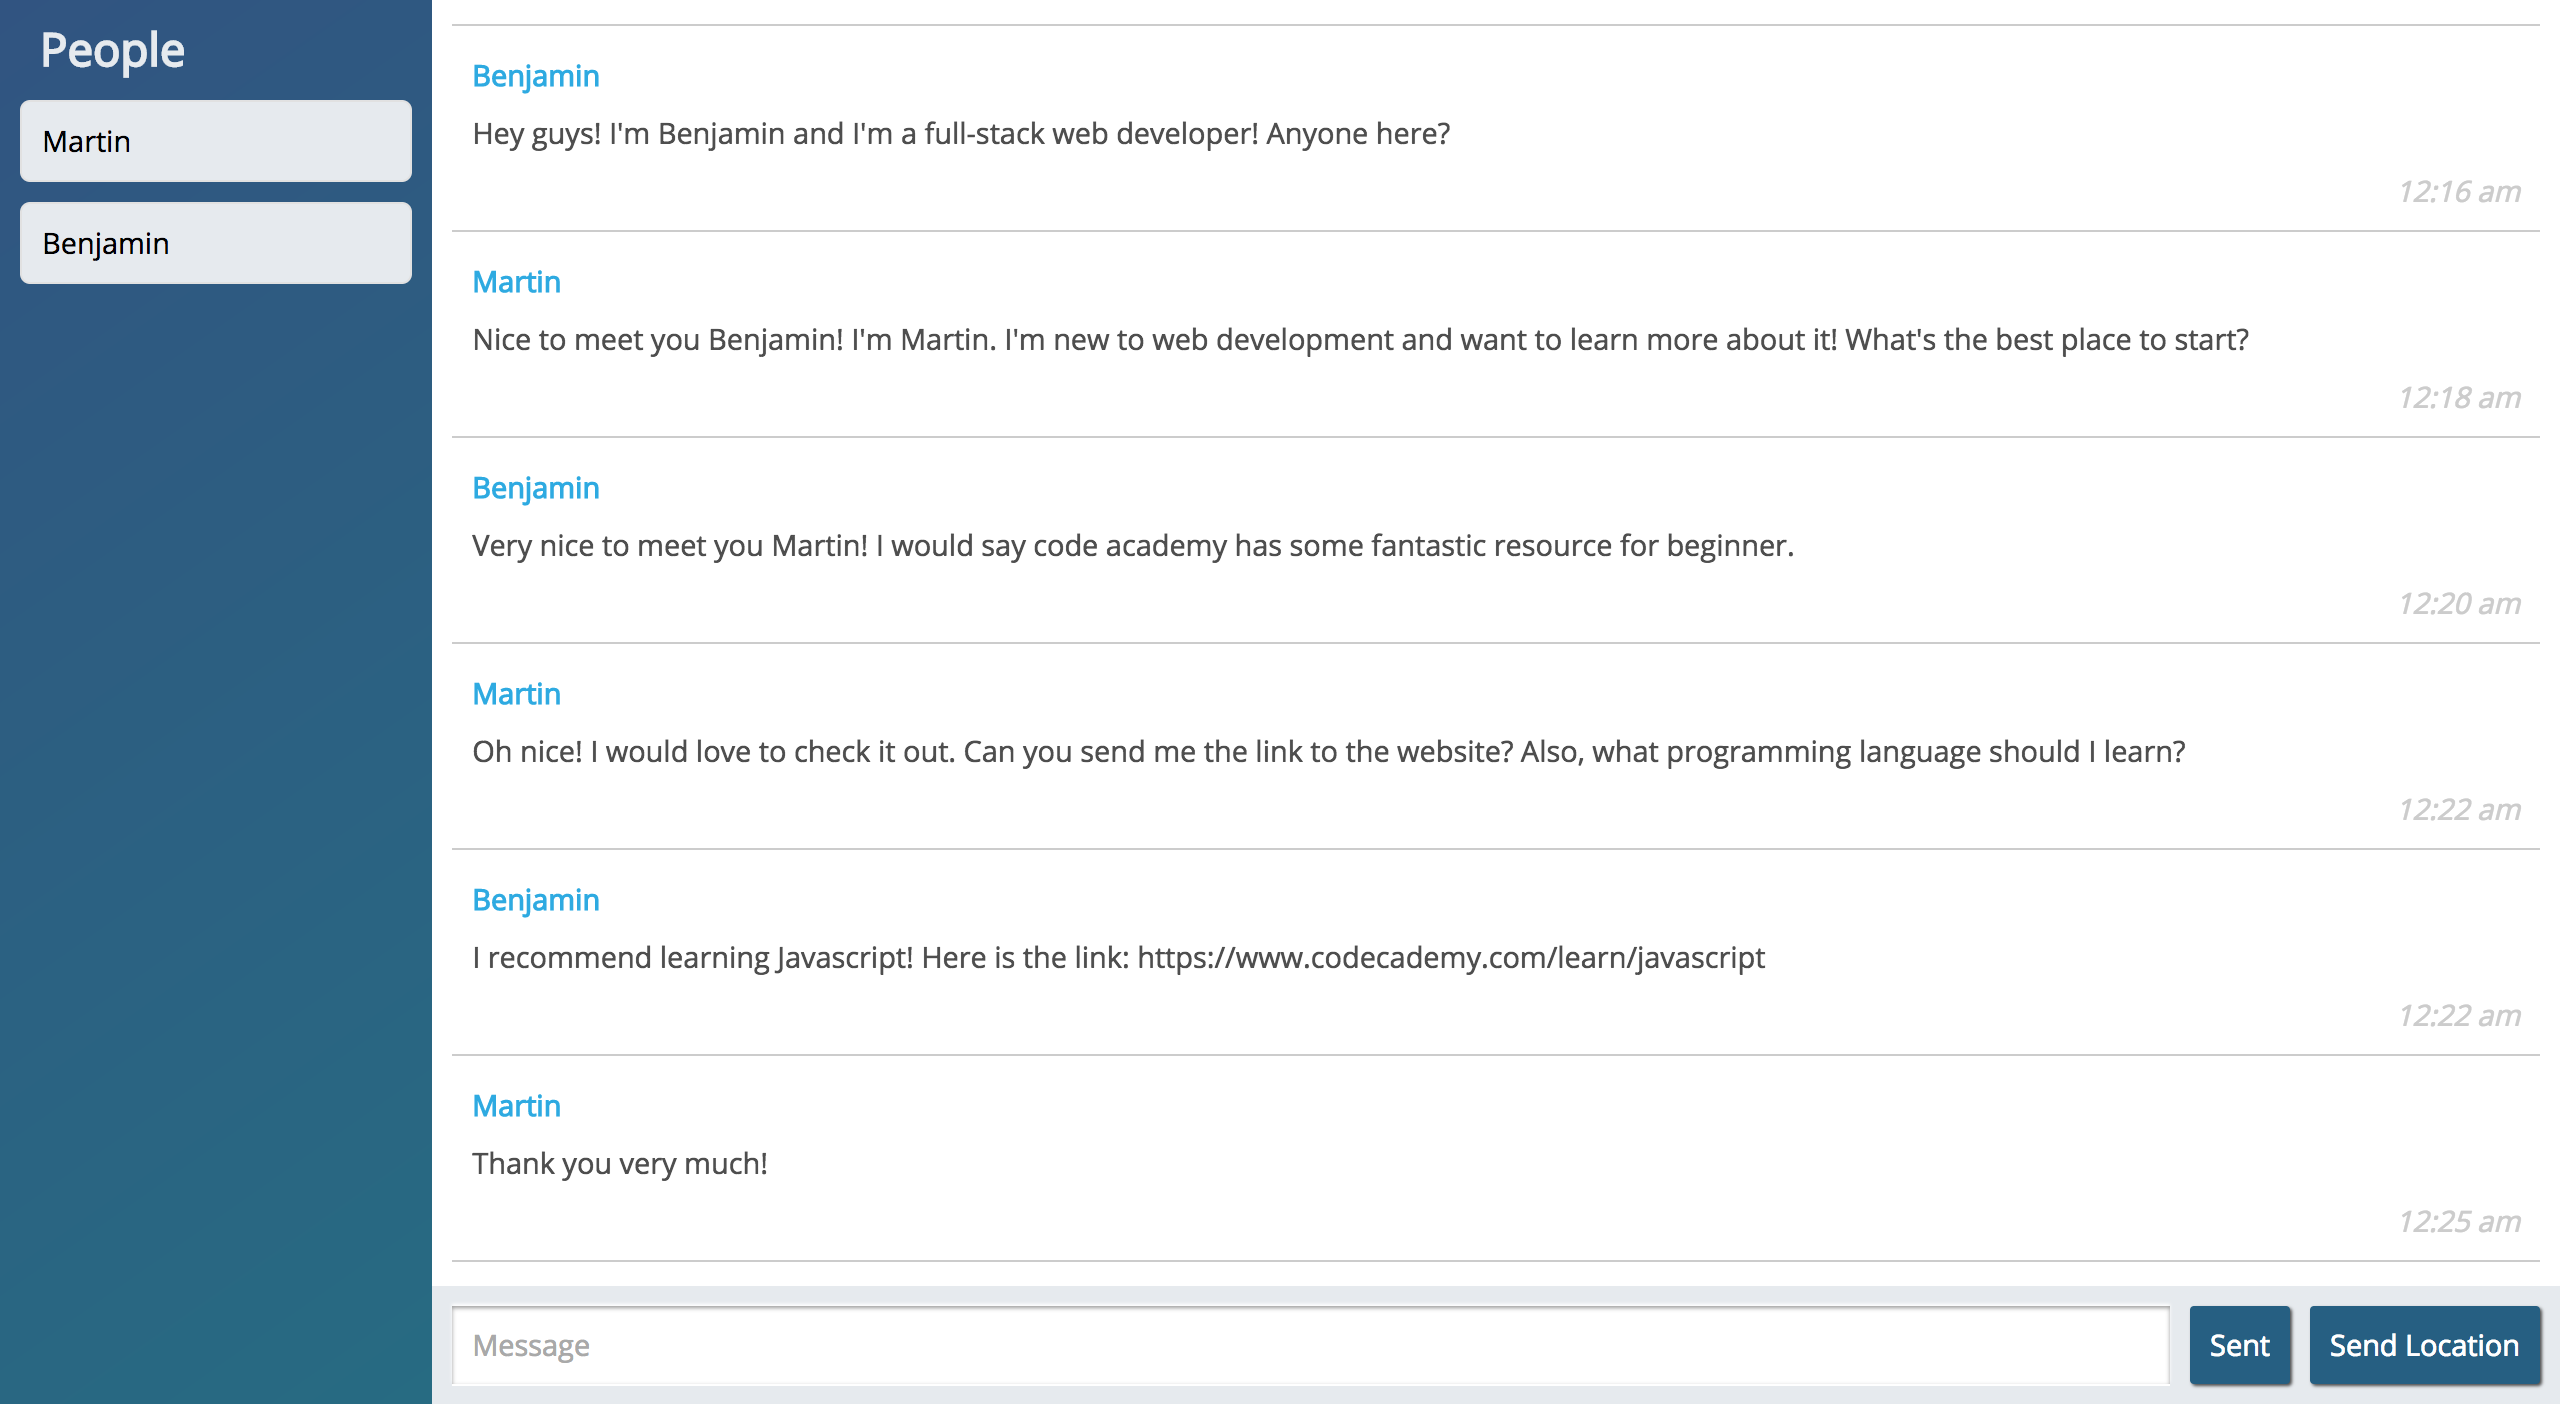 People
Martin
Benjamin
Benjamin
Hey guys! I'm Benjamin and I'm a full-stack web developer! Anyone here?
12:16 am
Martin
Nice to meet you Benjamin! I'm Martin. I'm new to web development and want to learn more about it! What's the best place to start?
12:18 am
Benjamin
Very nice to meet you Martin! I would say code academy has some fantastic resource for beginner.
12:20 am
Martin
Oh nice! I would love to check it out. Can you send me the link to the website? Also, what programming language should I learn?
12:22 am
Benjamin
I recommend learning Javascript! Here is the link: https://www.codecademy.com/learn/javascript
12:22 am
Martin
Thank you very much!
12:25 am
Message
Sent
Send Location